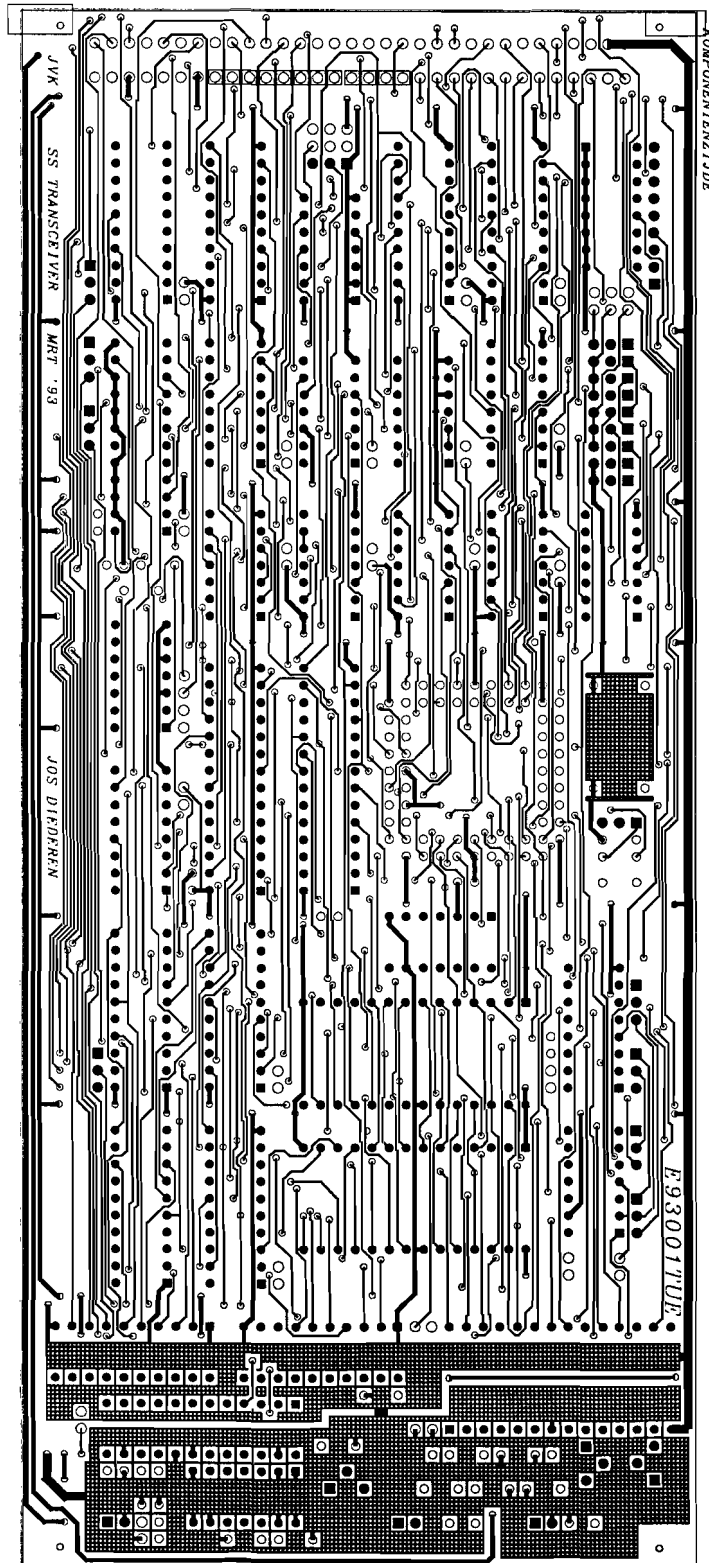 KOMPONENTENZIJDE
JVK
SS TRANSCEIVER
MRT '93
JOS DIEDEREN
E93001TUE